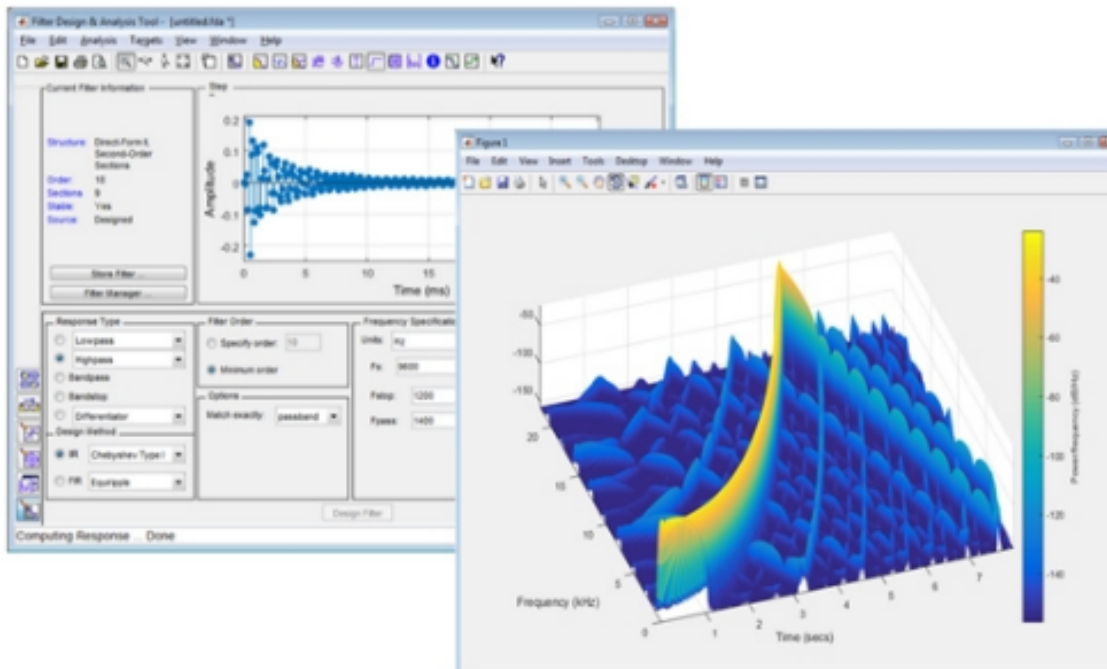 Filter Design & Analysis Tool - [untitled.fda *]
File Edit Analysis Targets View Window Help
Current Filter Information
Structure: Direct-Form II, Second-Order Sections
Order: 18
Sections: 9
Stable: Yes
Source: Designed
Store Filter ...
Filter Manager ...
Step
Amplitude
0.2
0.1
0
-0.1
-0.2
0 5 10 15
Time (ms)
Response Type
Lowpass
Highpass
Bandpass
Bandstop
Differentiator
Design Method
IIR Chebyshev Type I
FIR Equiripple
Filter Order
Specify order: 10
Minimum order
Options
Match exactly: passband
Frequency Specificatio
Units: Hz
Fs: 9600
Fstop: 1200
Fpass: 1400
Design Filter
Computing Response ... Done
Figure 1
File Edit View Insert Tools Desktop Window Help
-50
-100
-150
20
15
10
5
Frequency (kHz)
0 1 2 3 4 5 6 7
Time (secs)
-40
-60
-80
-100
-120
-140
Power/frequency (dB/Hz)